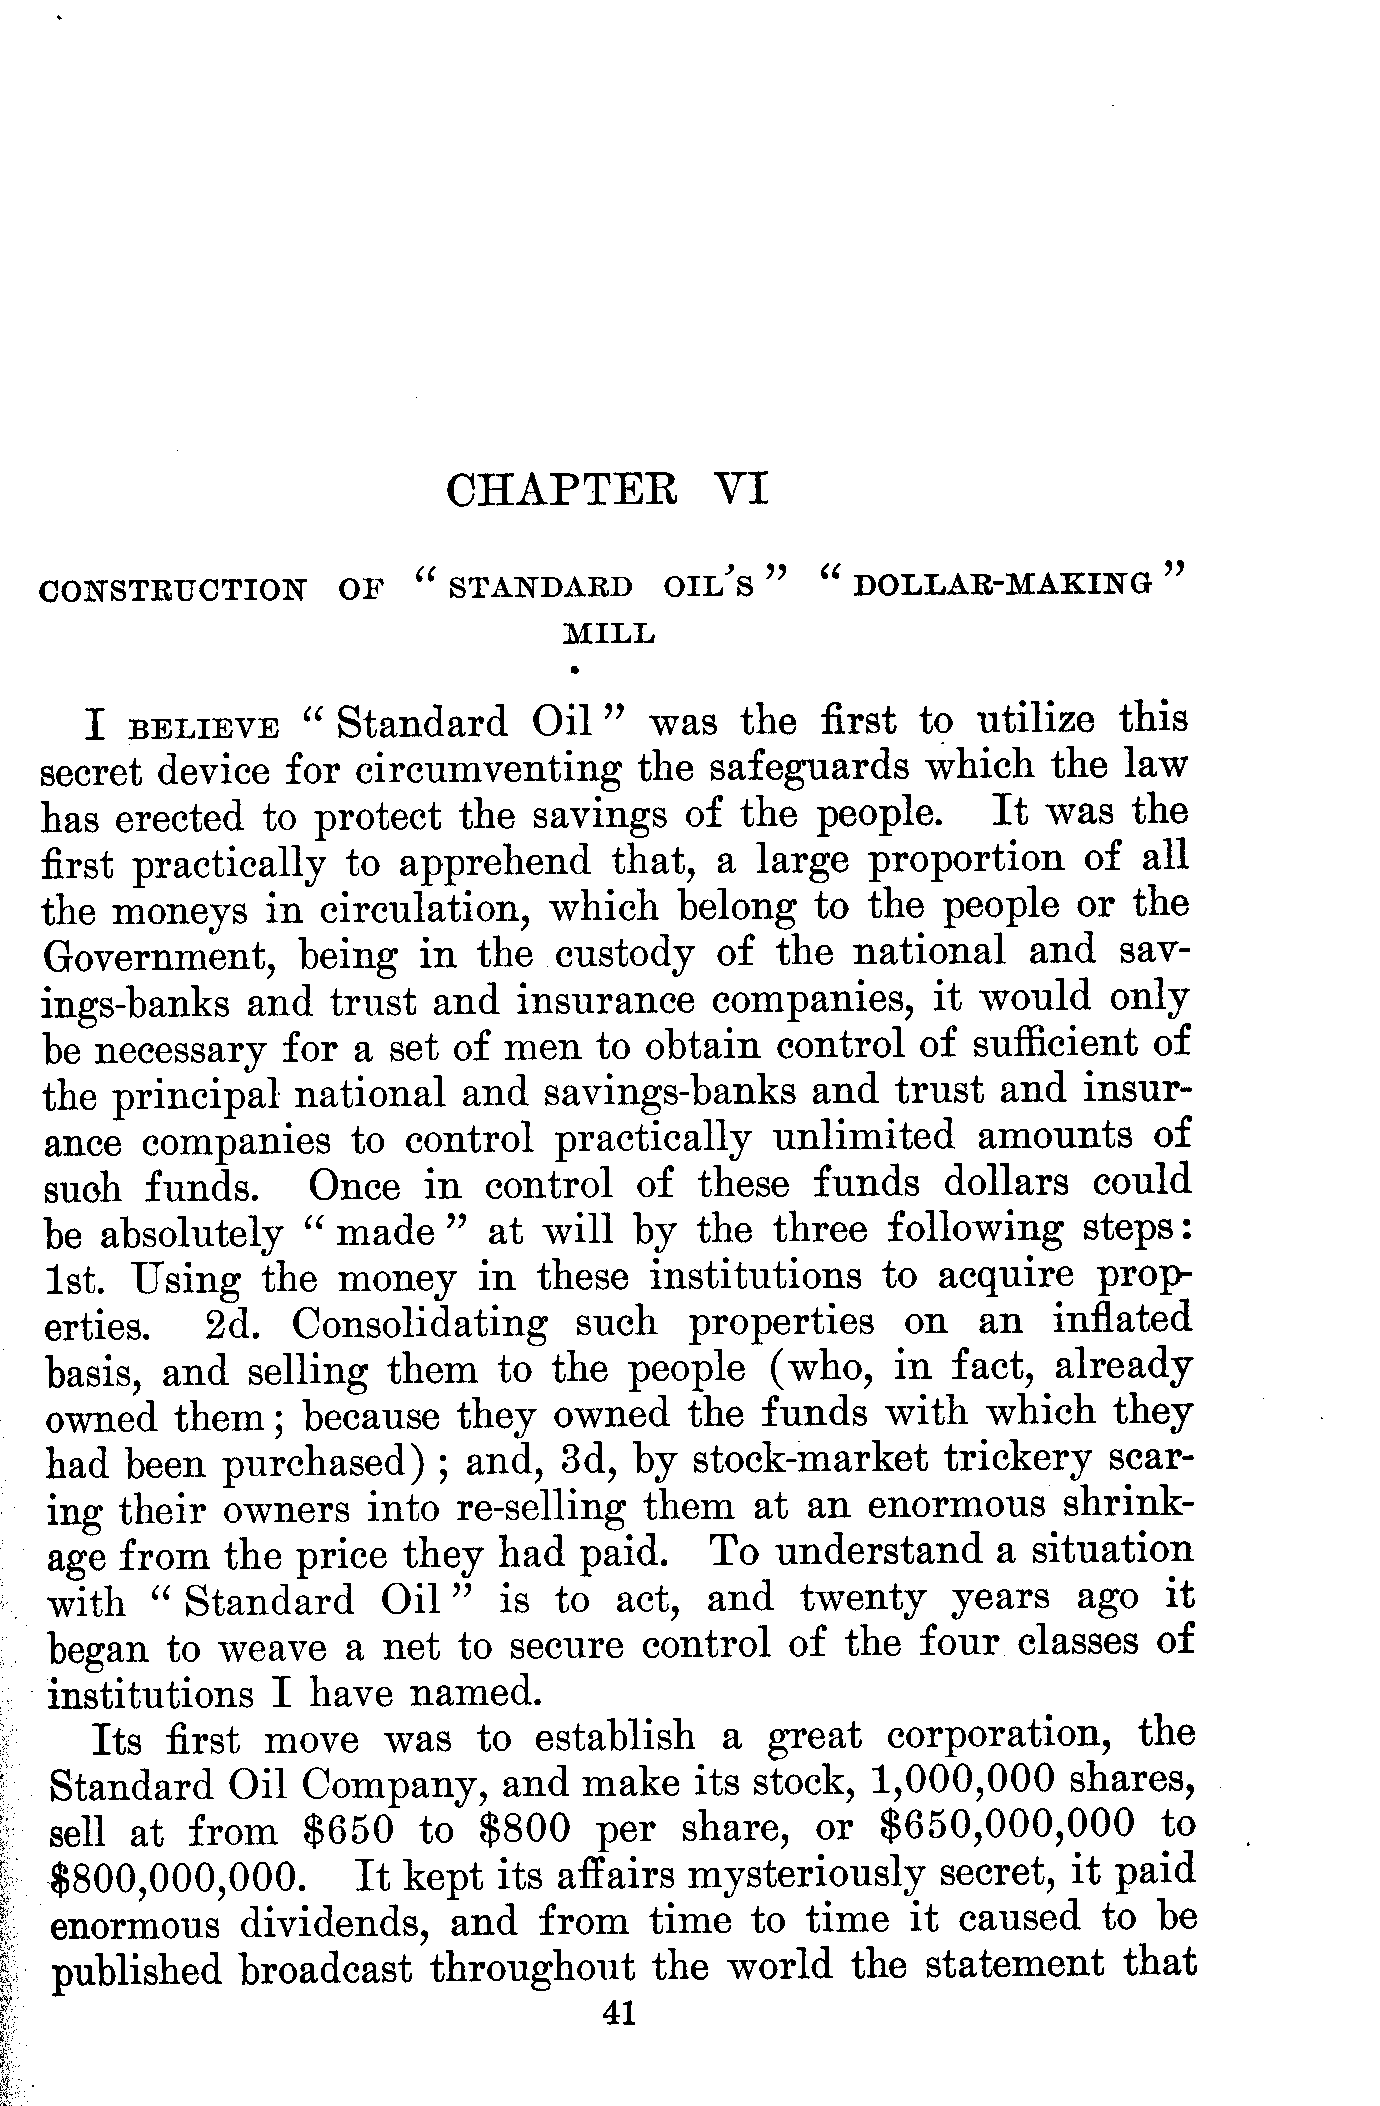 CHAPTER VI
CONSTRUCTION OF “STANDARD OIL’S” “DOLLAR-MAKING”
MILL
I BELIEVE “Standard Oil” was the first to utilize this
secret device for circumventing the safeguards which the law
has erected to protect the savings of the people. It was the
first practically to apprehend that, a large proportion of all
the moneys in circulation, which belong to the people or the
Government, being in the custody of the national and sav-
ings-banks and trust and insurance companies, it would only
be necessary for a set of men to obtain control of sufficient of
the principal national and savings-banks and trust and insur-
ance companies to control practically unlimited amounts of
such funds. Once in control of these funds dollars could
be absolutely “made” at will by the three following steps:
1st. Using the money in these institutions to acquire prop-
erties. 2d. Consolidating such properties on an inflated
basis, and selling them to the people (who, in fact, already
owned them; because they owned the funds with which they
had been purchased); and, 3d, by stock-market trickery scar-
ing their owners into re-selling them at an enormous shrink-
age from the price they had paid. To understand a situation
with “Standard Oil” is to act, and twenty years ago it
began to weave a net to secure control of the four classes of
institutions I have named.
Its first move was to establish a great corporation, the
Standard Oil Company, and make its stock, 1,000,000 shares,
sell at from $650 to $800 per share, or $650,000,000 to
$800,000,000. It kept its affairs mysteriously secret, it paid
enormous dividends, and from time to time it caused to be
published broadcast throughout the world the statement that
41